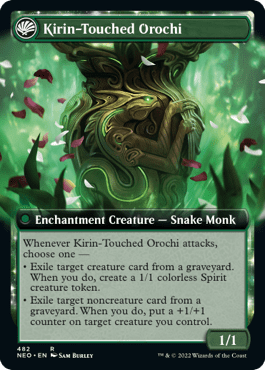 Kirin-Touched Orochi
Enchantment Creature — Snake Monk
Whenever Kirin-Touched Orochi attacks,
choose one —
• Exile target creature card from a graveyard.
When you do, create a 1/1 colorless Spirit
creature token.
• Exile target noncreature card from a
graveyard. When you do, put a +1/+1
counter on target creature you control.
1/1
482 R
NEO • EN SAM BURLEY
™ & © 2022 Wizards of the Coast